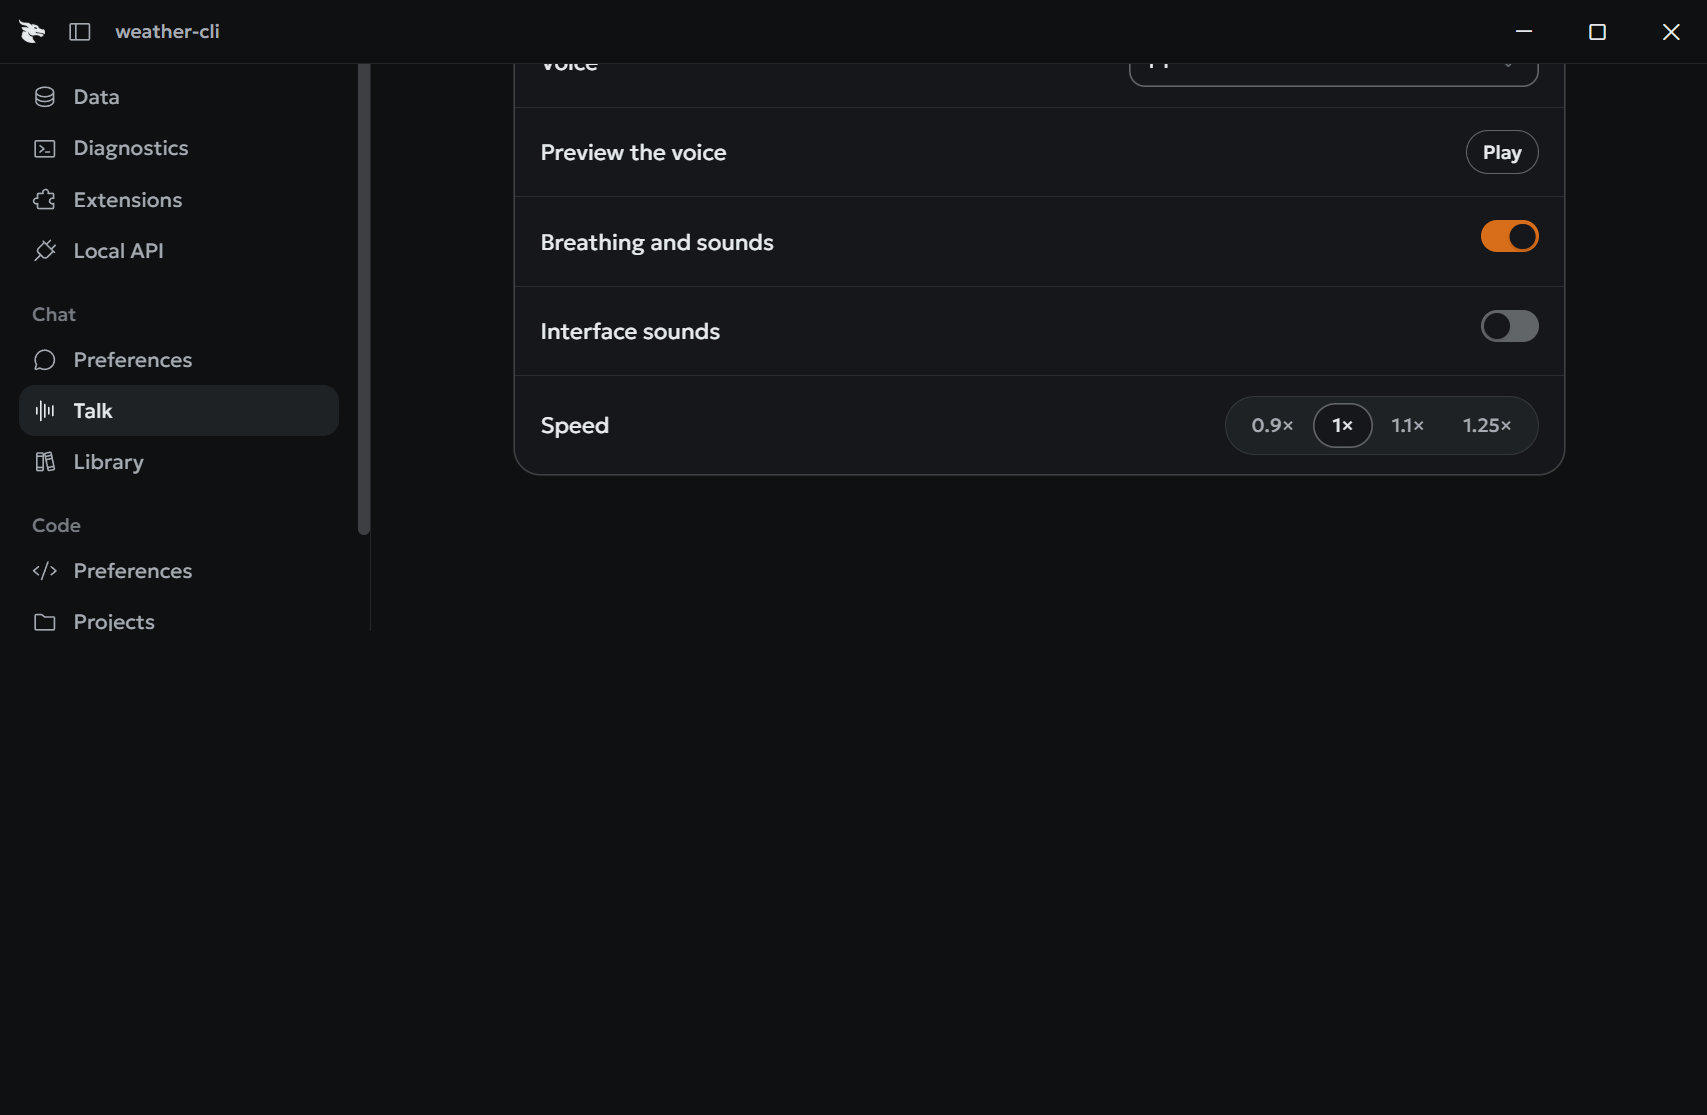 weather-cli
Data
Diagnostics
Extensions
Local API
Chat
Preferences
Talk
Library
Code
Preferences
Projects
Voice
Preview the voice
Play
Breathing and sounds
Interface sounds
Speed
0.9×
1×
1.1×
1.25×